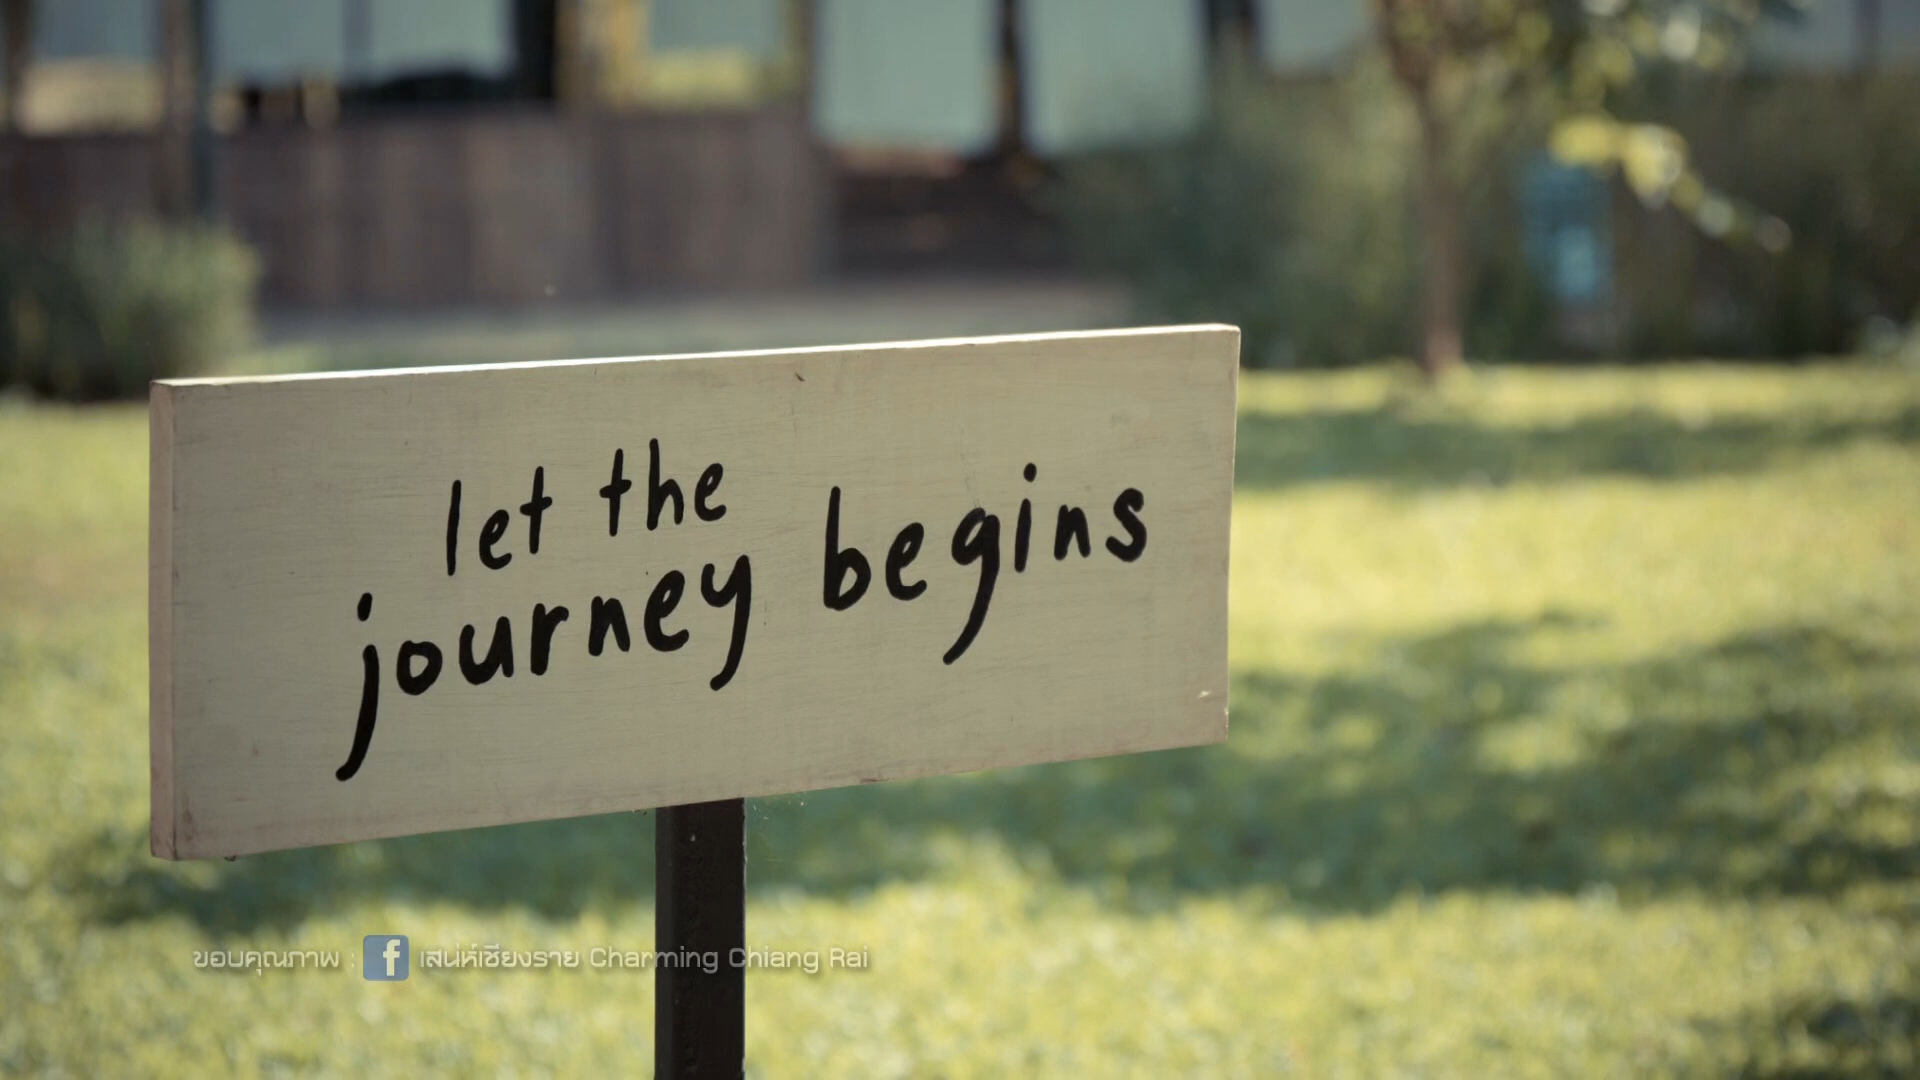 let the
journey begins
ขอบคุณภาพ : f เสน่ห์เชียงราย Charming Chiang Rai